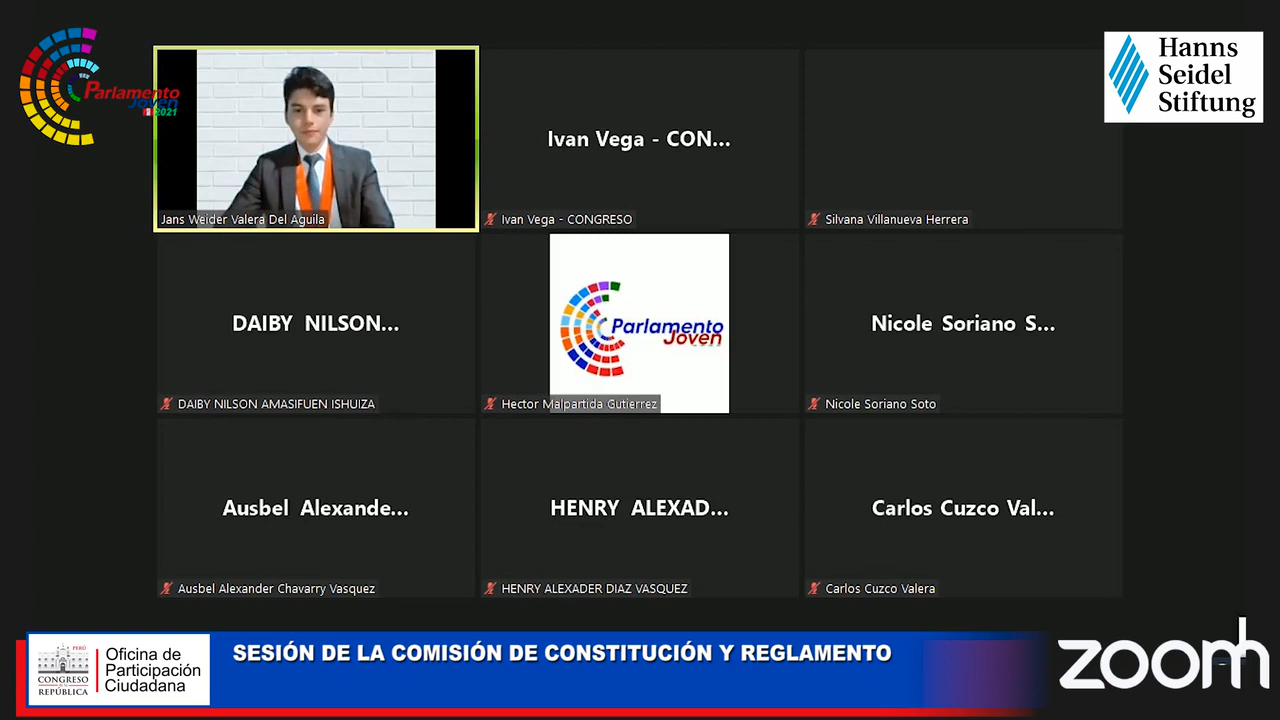 Parlamento
Joven
2021
Hanns
Seidel
Stiftung
Jans Weider Valera Del Aguila
Ivan Vega - CON...
Ivan Vega - CONGRESO
Silvana Villanueva Herrera
DAIBY NILSON...
DAIBY NILSON AMASIFUEN ISHUIZA
Parlamento
Joven
Hector Malpartida Gutierrez
Nicole Soriano S...
Nicole Soriano Soto
Ausbel Alexande...
Ausbel Alexander Chavarry Vasquez
HENRY ALEXAD...
HENRY ALEXADER DIAZ VASQUEZ
Carlos Cuzco Val...
Carlos Cuzco Valera
PERÚ
CONGRESO
de la
REPÚBLICA
Oficina de
Participación
Ciudadana
SESIÓN DE LA COMISIÓN DE CONSTITUCIÓN Y REGLAMENTO
zoom